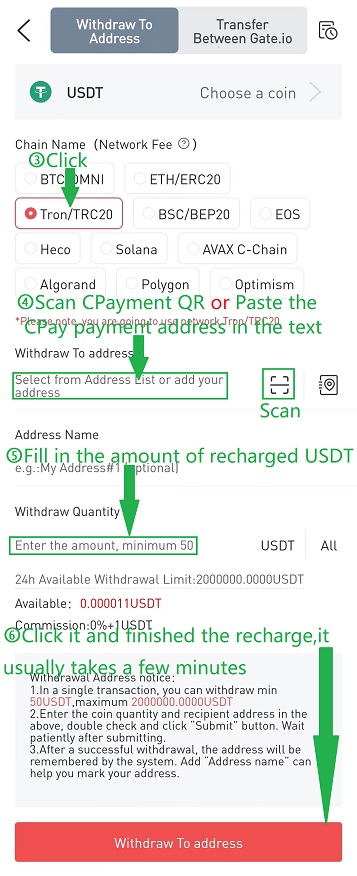 Withdraw To
Address
Transfer
Between Gate.io
USDT
Choose a coin
Chain Name（Network Fee ?）
③Click
BTC/OMNI
ETH/ERC20
Tron/TRC20
BSC/BEP20
EOS
Heco
Solana
AVAX C-Chain
Algorand
Polygon
Optimism
④Scan CPayment QR or Paste the
CPay payment address in the text
*Please note, you are going to use network Tron/TRC20
Withdraw To address
Select from Address List or add your
address
Scan
Address Name
⑤Fill in the amount of recharged USDT
e.g.:My Address#1 (optional)
Withdraw Quantity
Enter the amount, minimum 50
USDT
All
24h Available Withdrawal Limit:2000000.0000USDT
Available：0.000011USDT
Commission:0%+1USDT
⑥Click it and finished the recharge,it
usually takes a few minutes
Withdrawal Address notice:
1.In a single transaction, you can withdraw min
50USDT,maximum 2000000.0000USDT
2.Enter the coin quantity and recipient address in the
above, double check and click "Submit" button. Wait
patiently after submitting.
3.After a successful withdrawal, the address will be
remembered by the system. Add "Address name" can
help you mark your address.
Withdraw To address